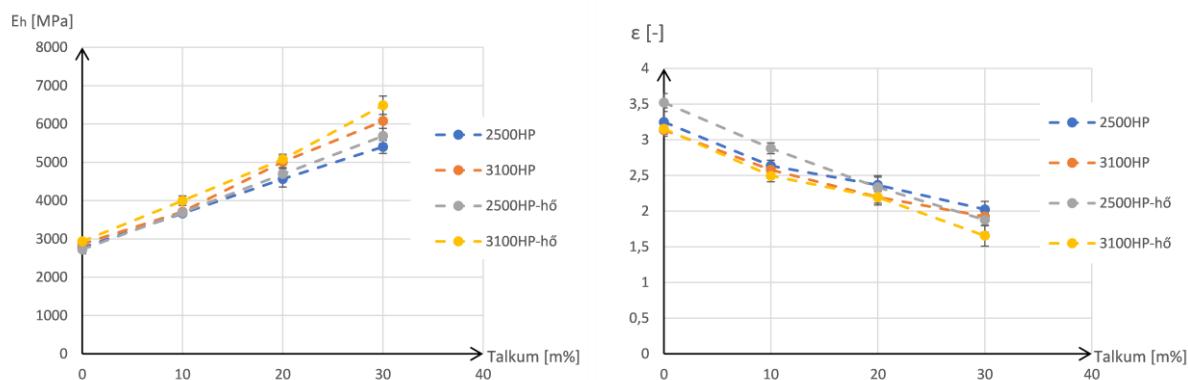 Eh [MPa]
8000
7000
6000
5000
4000
3000
2000
1000
0
0 10 20 30 40
Talkum [m%]
2500HP
3100HP
2500HP-hő
3100HP-hő
ε [-]
4
3,5
3
2,5
2
1,5
1
0,5
0
0 10 20 30 40
Talkum [m%]
2500HP
3100HP
2500HP-hő
3100HP-hő